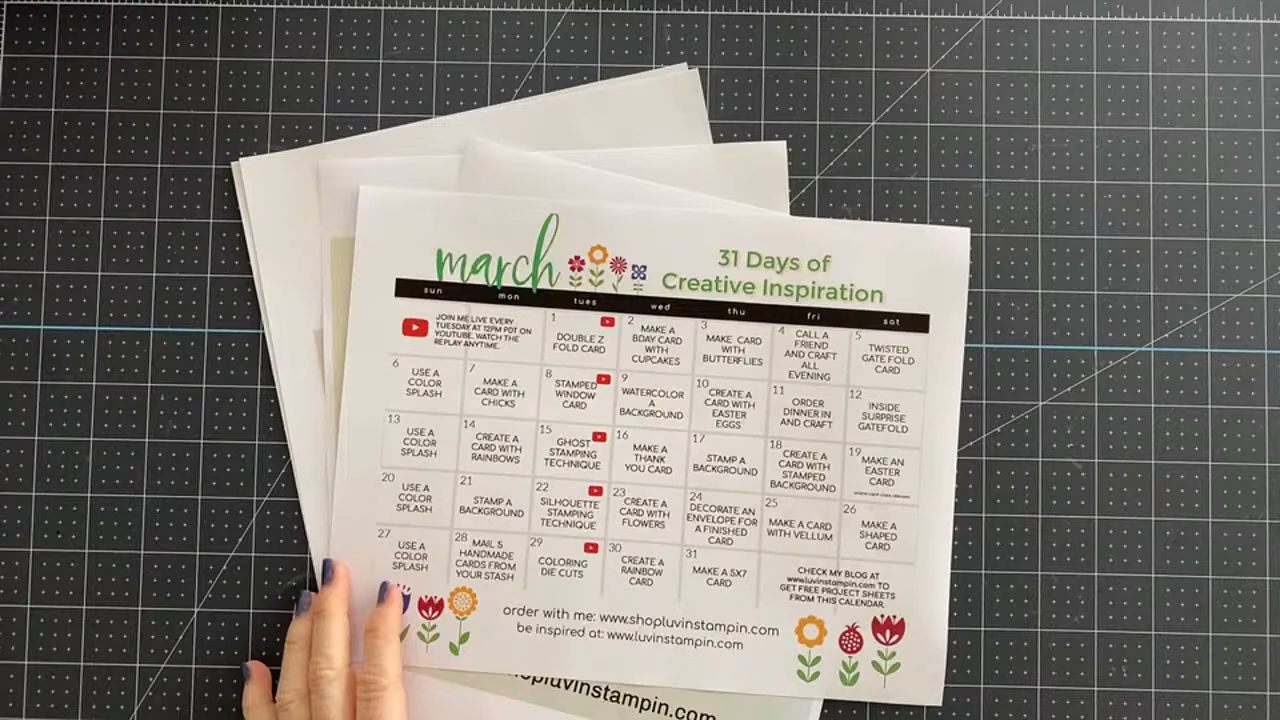 march
31 Days of
Creative Inspiration
sun mon tues wed thu fri sat
JOIN ME LIVE EVERY
TUESDAY AT 12PM PDT ON
YOUTUBE. WATCH THE
REPLAY ANYTIME.
1
DOUBLE Z
FOLD CARD
2
MAKE A
BDAY CARD
WITH
CUPCAKES
3
MAKE CARD
WITH
BUTTERFLIES
4
CALL A
FRIEND
AND CRAFT
ALL
EVENING
5
TWISTED
GATE FOLD
CARD
6
USE A
COLOR
SPLASH
7
MAKE A
CARD WITH
CHICKS
8
STAMPED
WINDOW
CARD
9
WATERCOLOR
A
BACKGROUND
10
CREATE A
CARD WITH
EASTER
EGGS
11
ORDER
DINNER IN
AND CRAFT
12
INSIDE
SURPRISE
GATEFOLD
13
USE A
COLOR
SPLASH
14
CREATE A
CARD WITH
RAINBOWS
15
GHOST
STAMPING
TECHNIQUE
16
MAKE A
THANK
YOU CARD
17
STAMP A
BACKGROUND
18
CREATE A
CARD WITH
STAMPED
BACKGROUND
19
MAKE AN
EASTER
CARD
20
USE A
COLOR
SPLASH
21
STAMP A
BACKGROUND
22
SILHOUETTE
STAMPING
TECHNIQUE
23
CREATE A
CARD WITH
FLOWERS
24
DECORATE AN
ENVELOPE FOR
A FINISHED
CARD
25
MAKE A CARD
WITH VELLUM
26
MAKE A
SHAPED
CARD
27
USE A
COLOR
SPLASH
28
MAIL 5
HANDMADE
CARDS FROM
YOUR STASH
29
COLORING
DIE CUTS
30
CREATE A
RAINBOW
CARD
31
MAKE A 5X7
CARD
CHECK MY BLOG AT
www.luvinstampin.com TO
GET FREE PROJECT SHEETS
FROM THIS CALENDAR.
order with me: www.shopluvinstampin.com
be inspired at: www.luvinstampin.com
hopluvinstampin.com